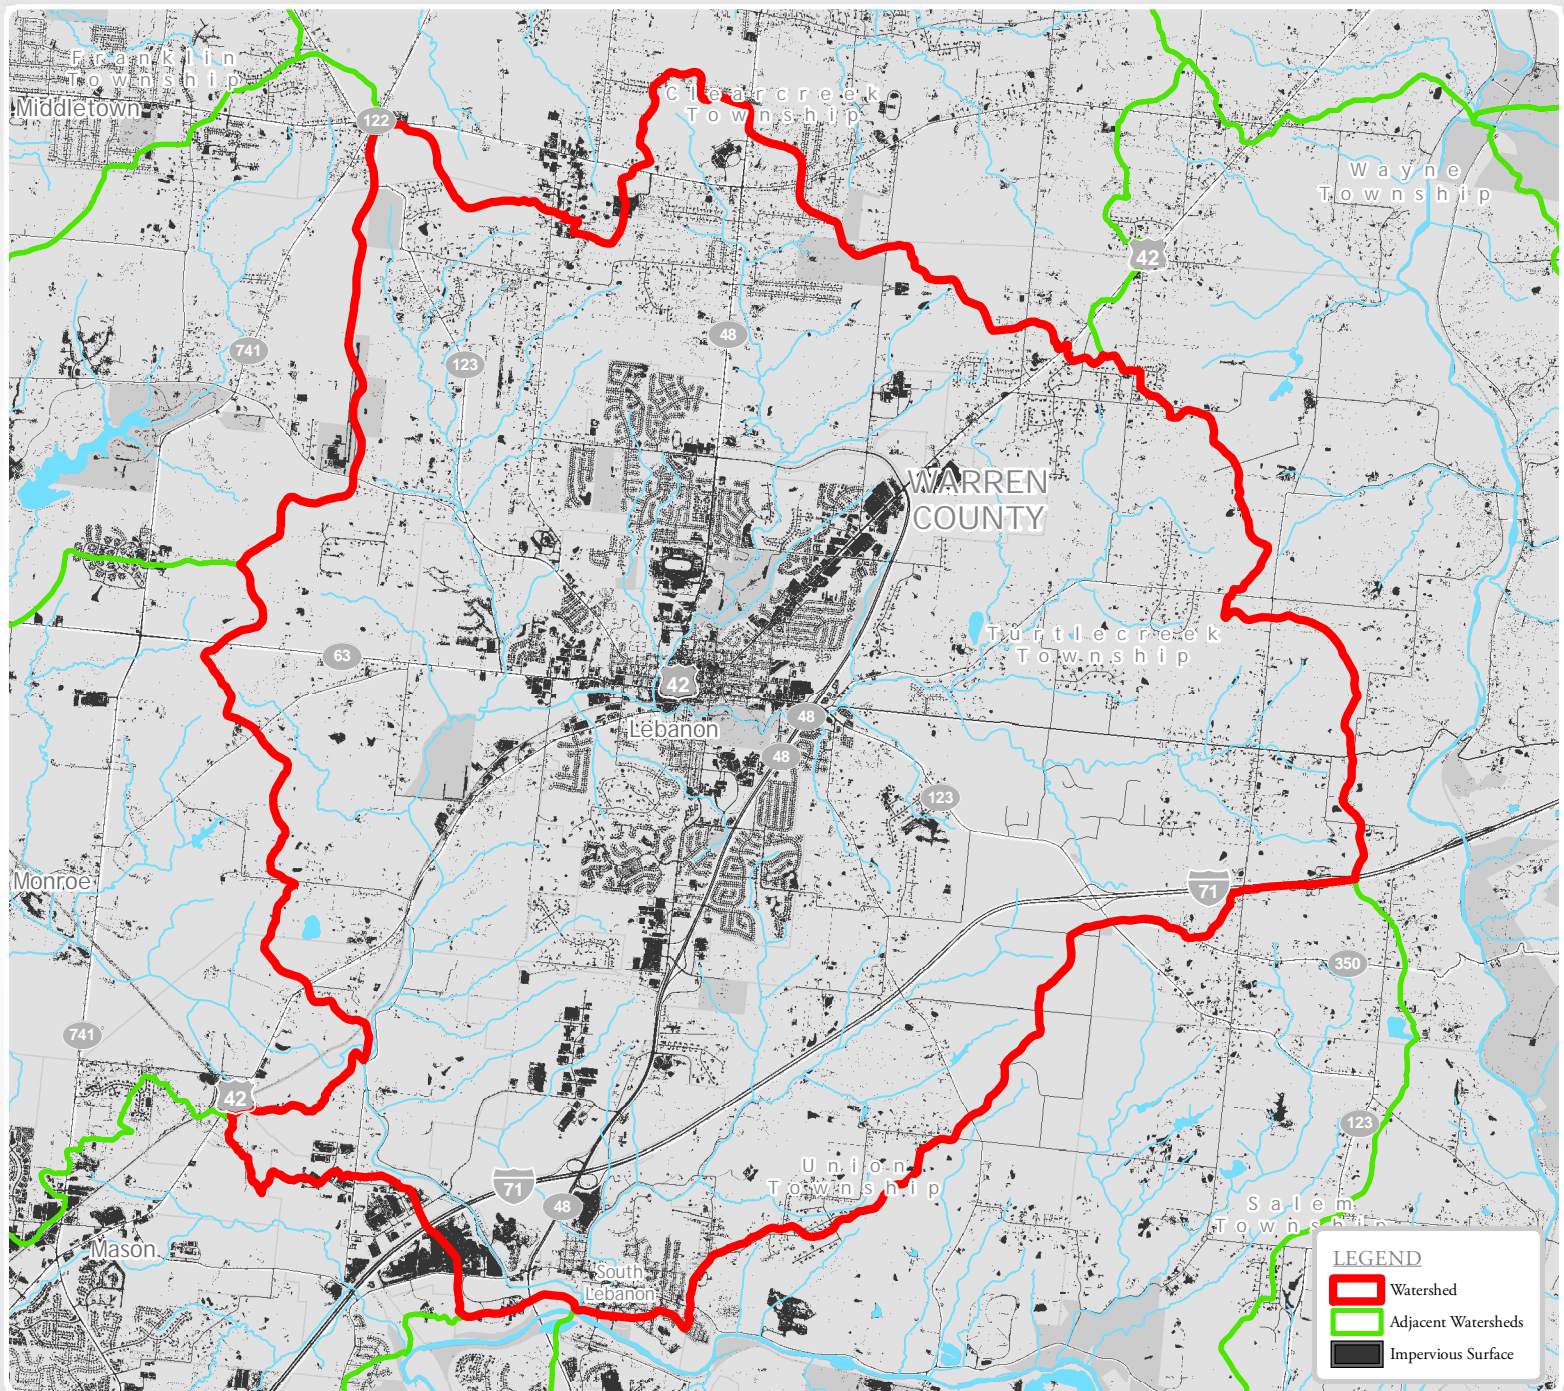 Franklin
Township
Middletown
122
Clearcreek
Township
Wayne
Township
42
741
48
123
WARREN
COUNTY
Turtlecreek
Township
63
42
48
Lebanon
48
123
Monroe
71
350
741
42
123
Union
Township
71
48
Salem
Township
Mason
South
Lebanon
LEGEND
Watershed
Adjacent Watersheds
Impervious Surface